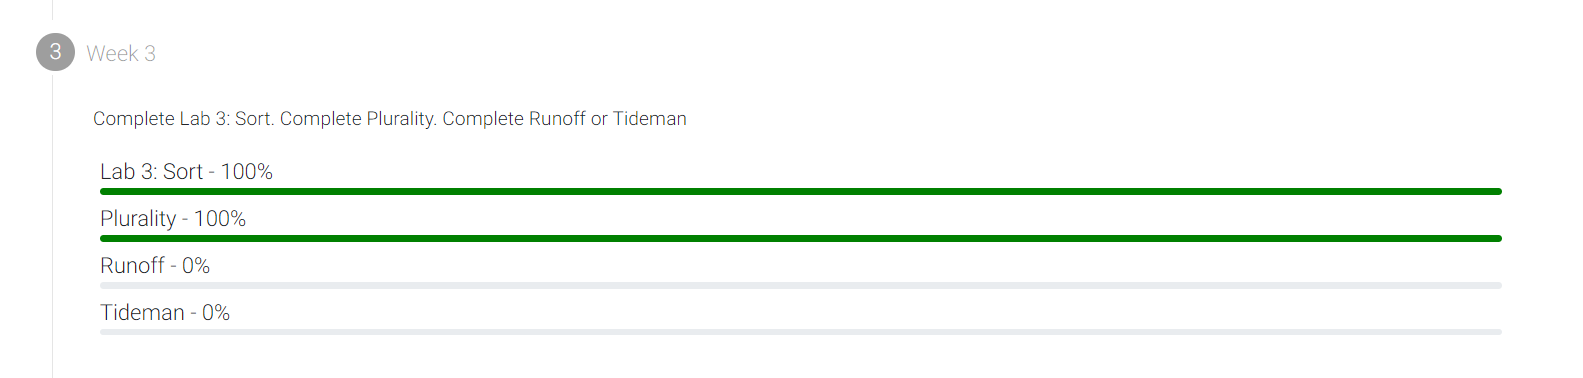 3 Week 3
Complete Lab 3: Sort. Complete Plurality. Complete Runoff or Tideman
Lab 3: Sort - 100%
Plurality - 100%
Runoff - 0%
Tideman - 0%